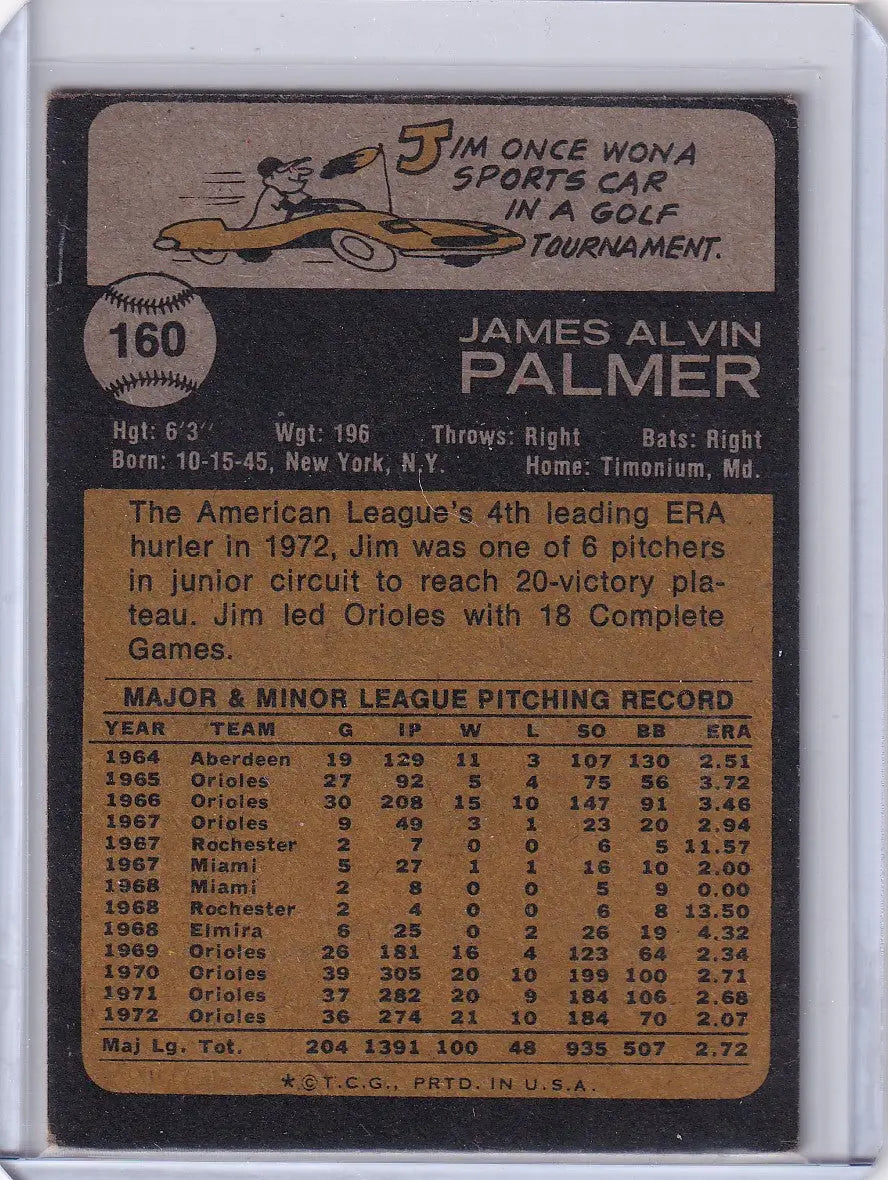 JIM ONCE WON A
SPORTS CAR
IN A GOLF
TOURNAMENT.
160
JAMES ALVIN
PALMER
Hgt: 6'3" Wgt: 196 Throws: Right Bats: Right
Born: 10-15-45, New York, N.Y. Home: Timonium, Md.
The American League's 4th leading ERA
hurler in 1972, Jim was one of 6 pitchers
in junior circuit to reach 20-victory pla-
teau. Jim led Orioles with 18 Complete
Games.
MAJOR & MINOR LEAGUE PITCHING RECORD
YEAR TEAM G IP W L SO BB ERA
1964 Aberdeen 19 129 11 3 107 130 2.51
1965 Orioles 27 92 5 4 75 56 3.72
1966 Orioles 30 208 15 10 147 91 3.46
1967 Orioles 9 49 3 1 23 20 2.94
1967 Rochester 2 7 0 0 6 5 11.57
1967 Miami 5 27 1 1 16 10 2.00
1968 Miami 2 8 0 0 5 9 0.00
1968 Rochester 2 4 0 0 6 8 13.50
1968 Elmira 6 25 0 2 26 19 4.32
1969 Orioles 26 181 16 4 123 64 2.34
1970 Orioles 39 305 20 10 199 100 2.71
1971 Orioles 37 282 20 9 184 106 2.68
1972 Orioles 36 274 21 10 184 70 2.07
Maj Lg. Tot. 204 1391 100 48 935 507 2.72
*©T.C.G., PRTD. IN U.S.A.